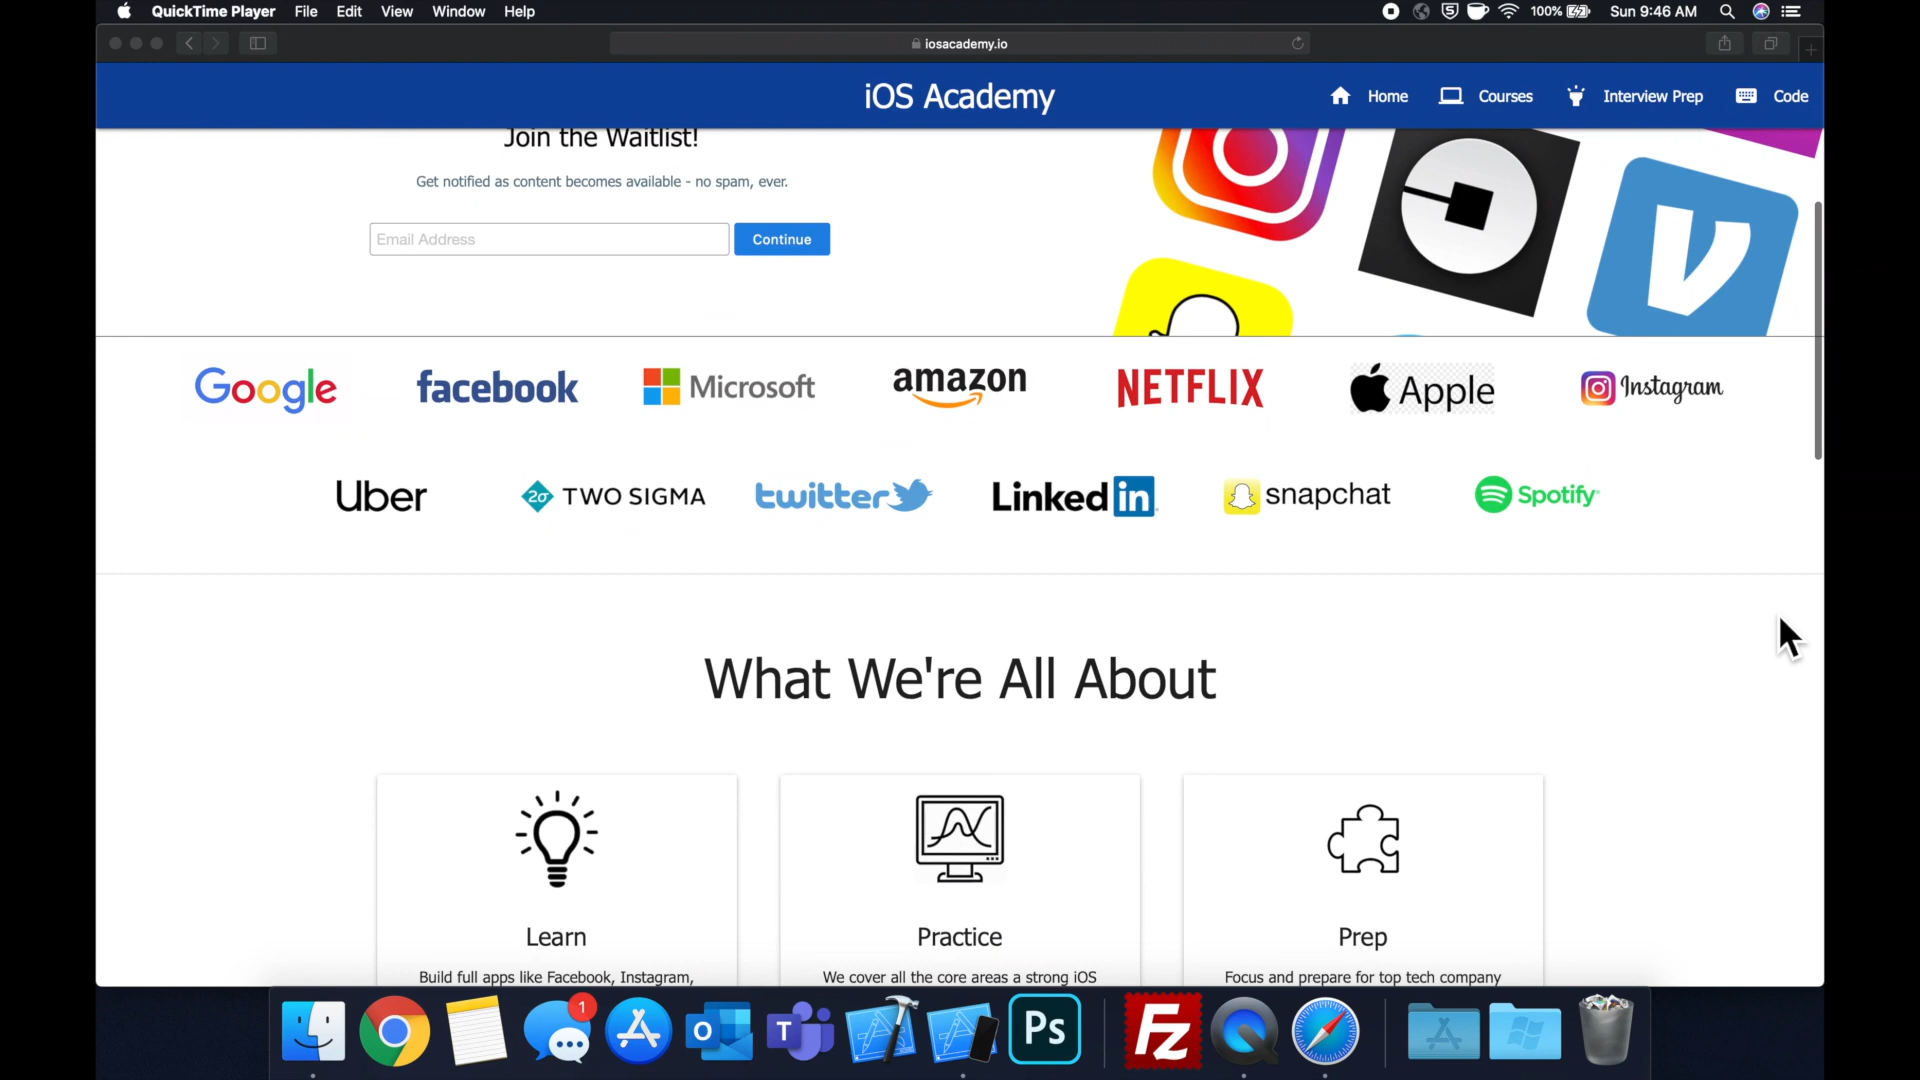 QuickTime Player File Edit View Window Help 100% Sun 9:46 AM
iosacademy.io
iOS Academy
Home Courses Interview Prep Code
Join the Waitlist!
Get notified as content becomes available - no spam, ever.
Email Address Continue
Google facebook Microsoft amazon NETFLIX Apple Instagram
Uber 2σ TWO SIGMA twitter Linked in snapchat Spotify
What We're All About
Learn Practice Prep
Build full apps like Facebook, Instagram, We cover all the core areas a strong iOS Focus and prepare for top tech company
1
O T Ps Fz